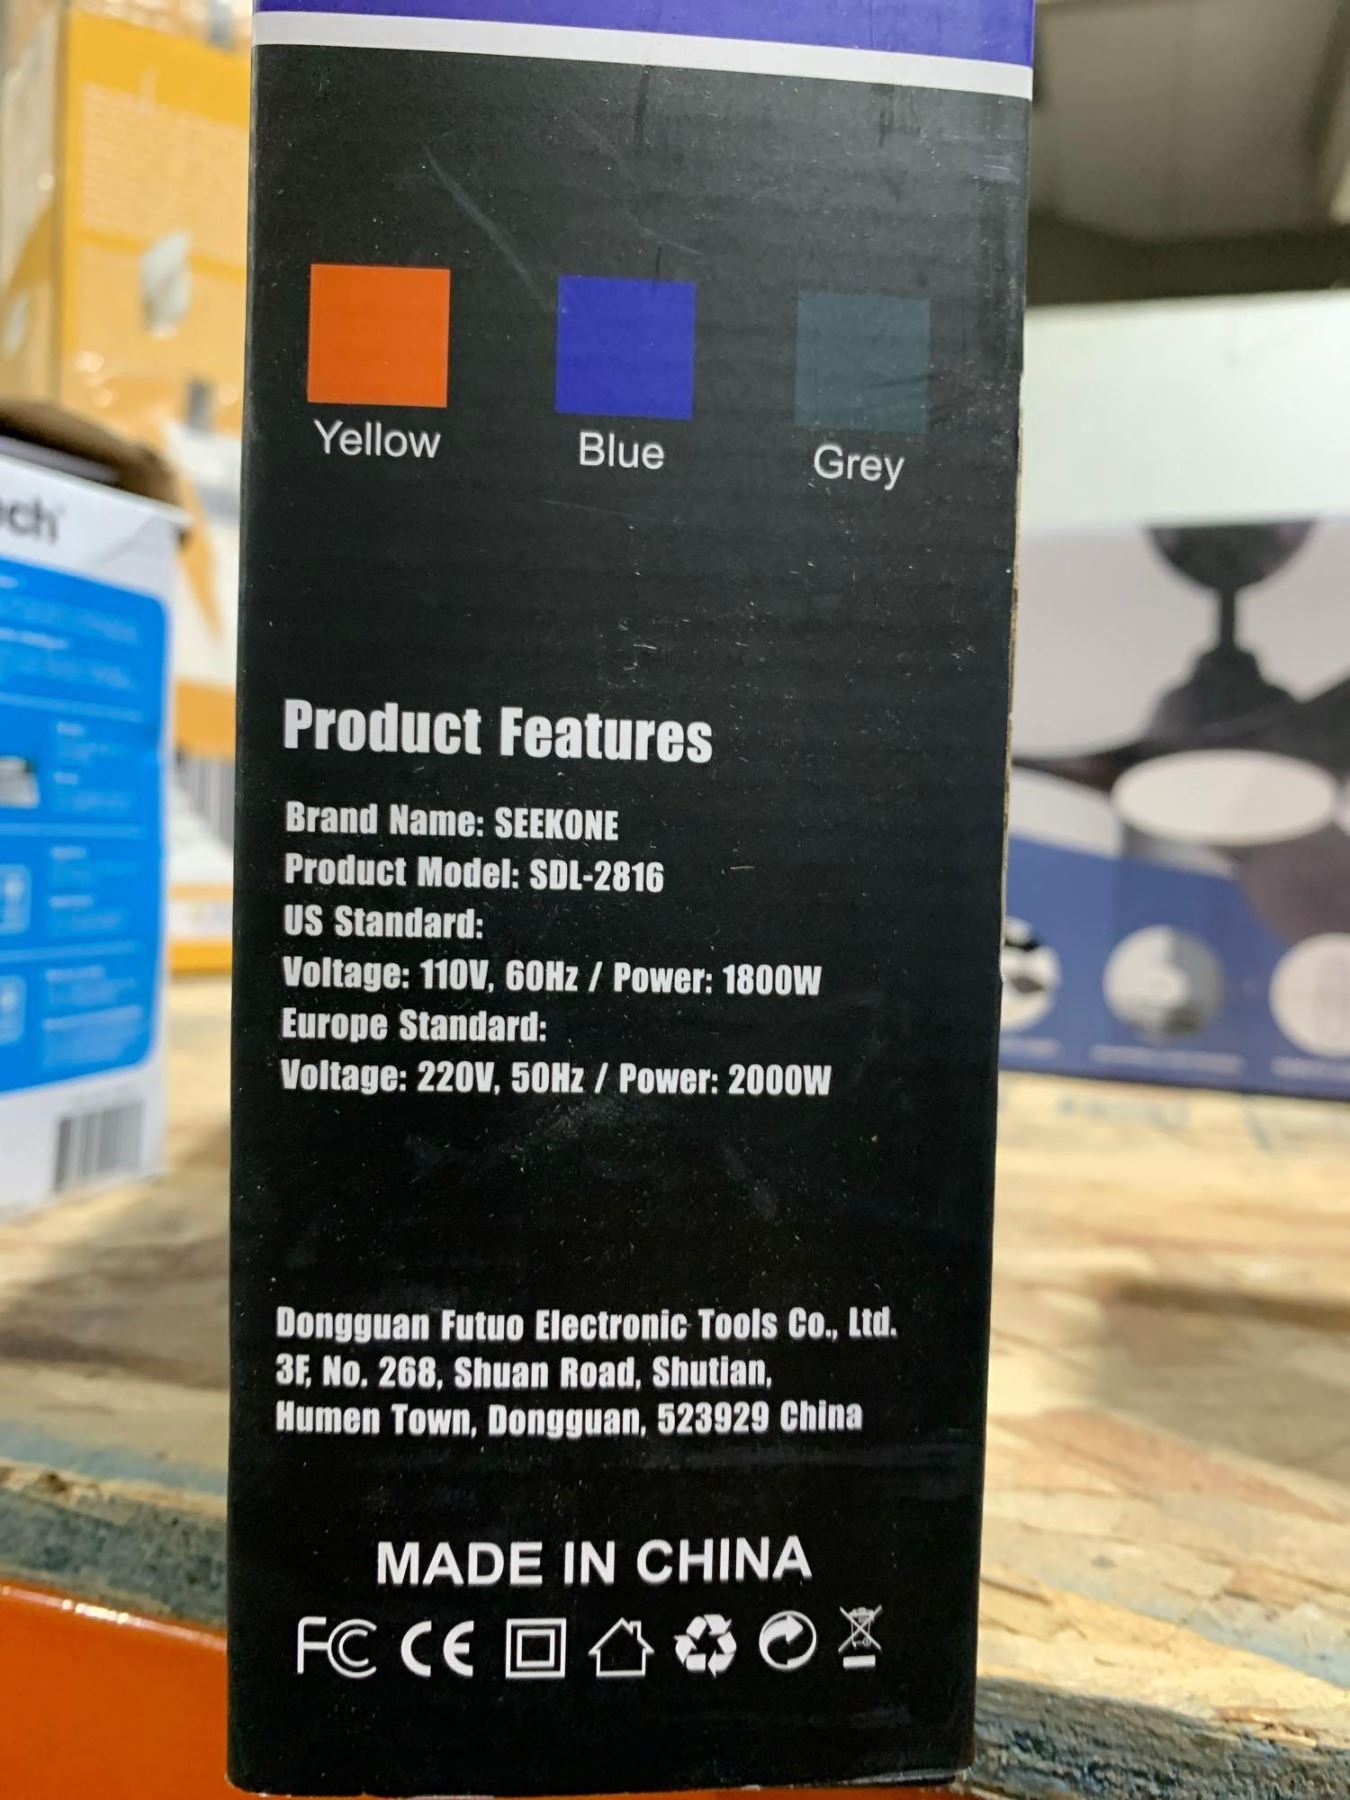 Yellow
Blue
Grey
Product Features
Brand Name: SEEKONE
Product Model: SDL-2816
US Standard:
Voltage: 110V, 60Hz / Power: 1800W
Europe Standard:
Voltage: 220V, 50Hz / Power: 2000W
Dongguan Futuo Electronic Tools Co., Ltd.
3F, No. 268, Shuan Road, Shutian,
Humen Town, Dongguan, 523929 China
MADE IN CHINA
FC CE
ech